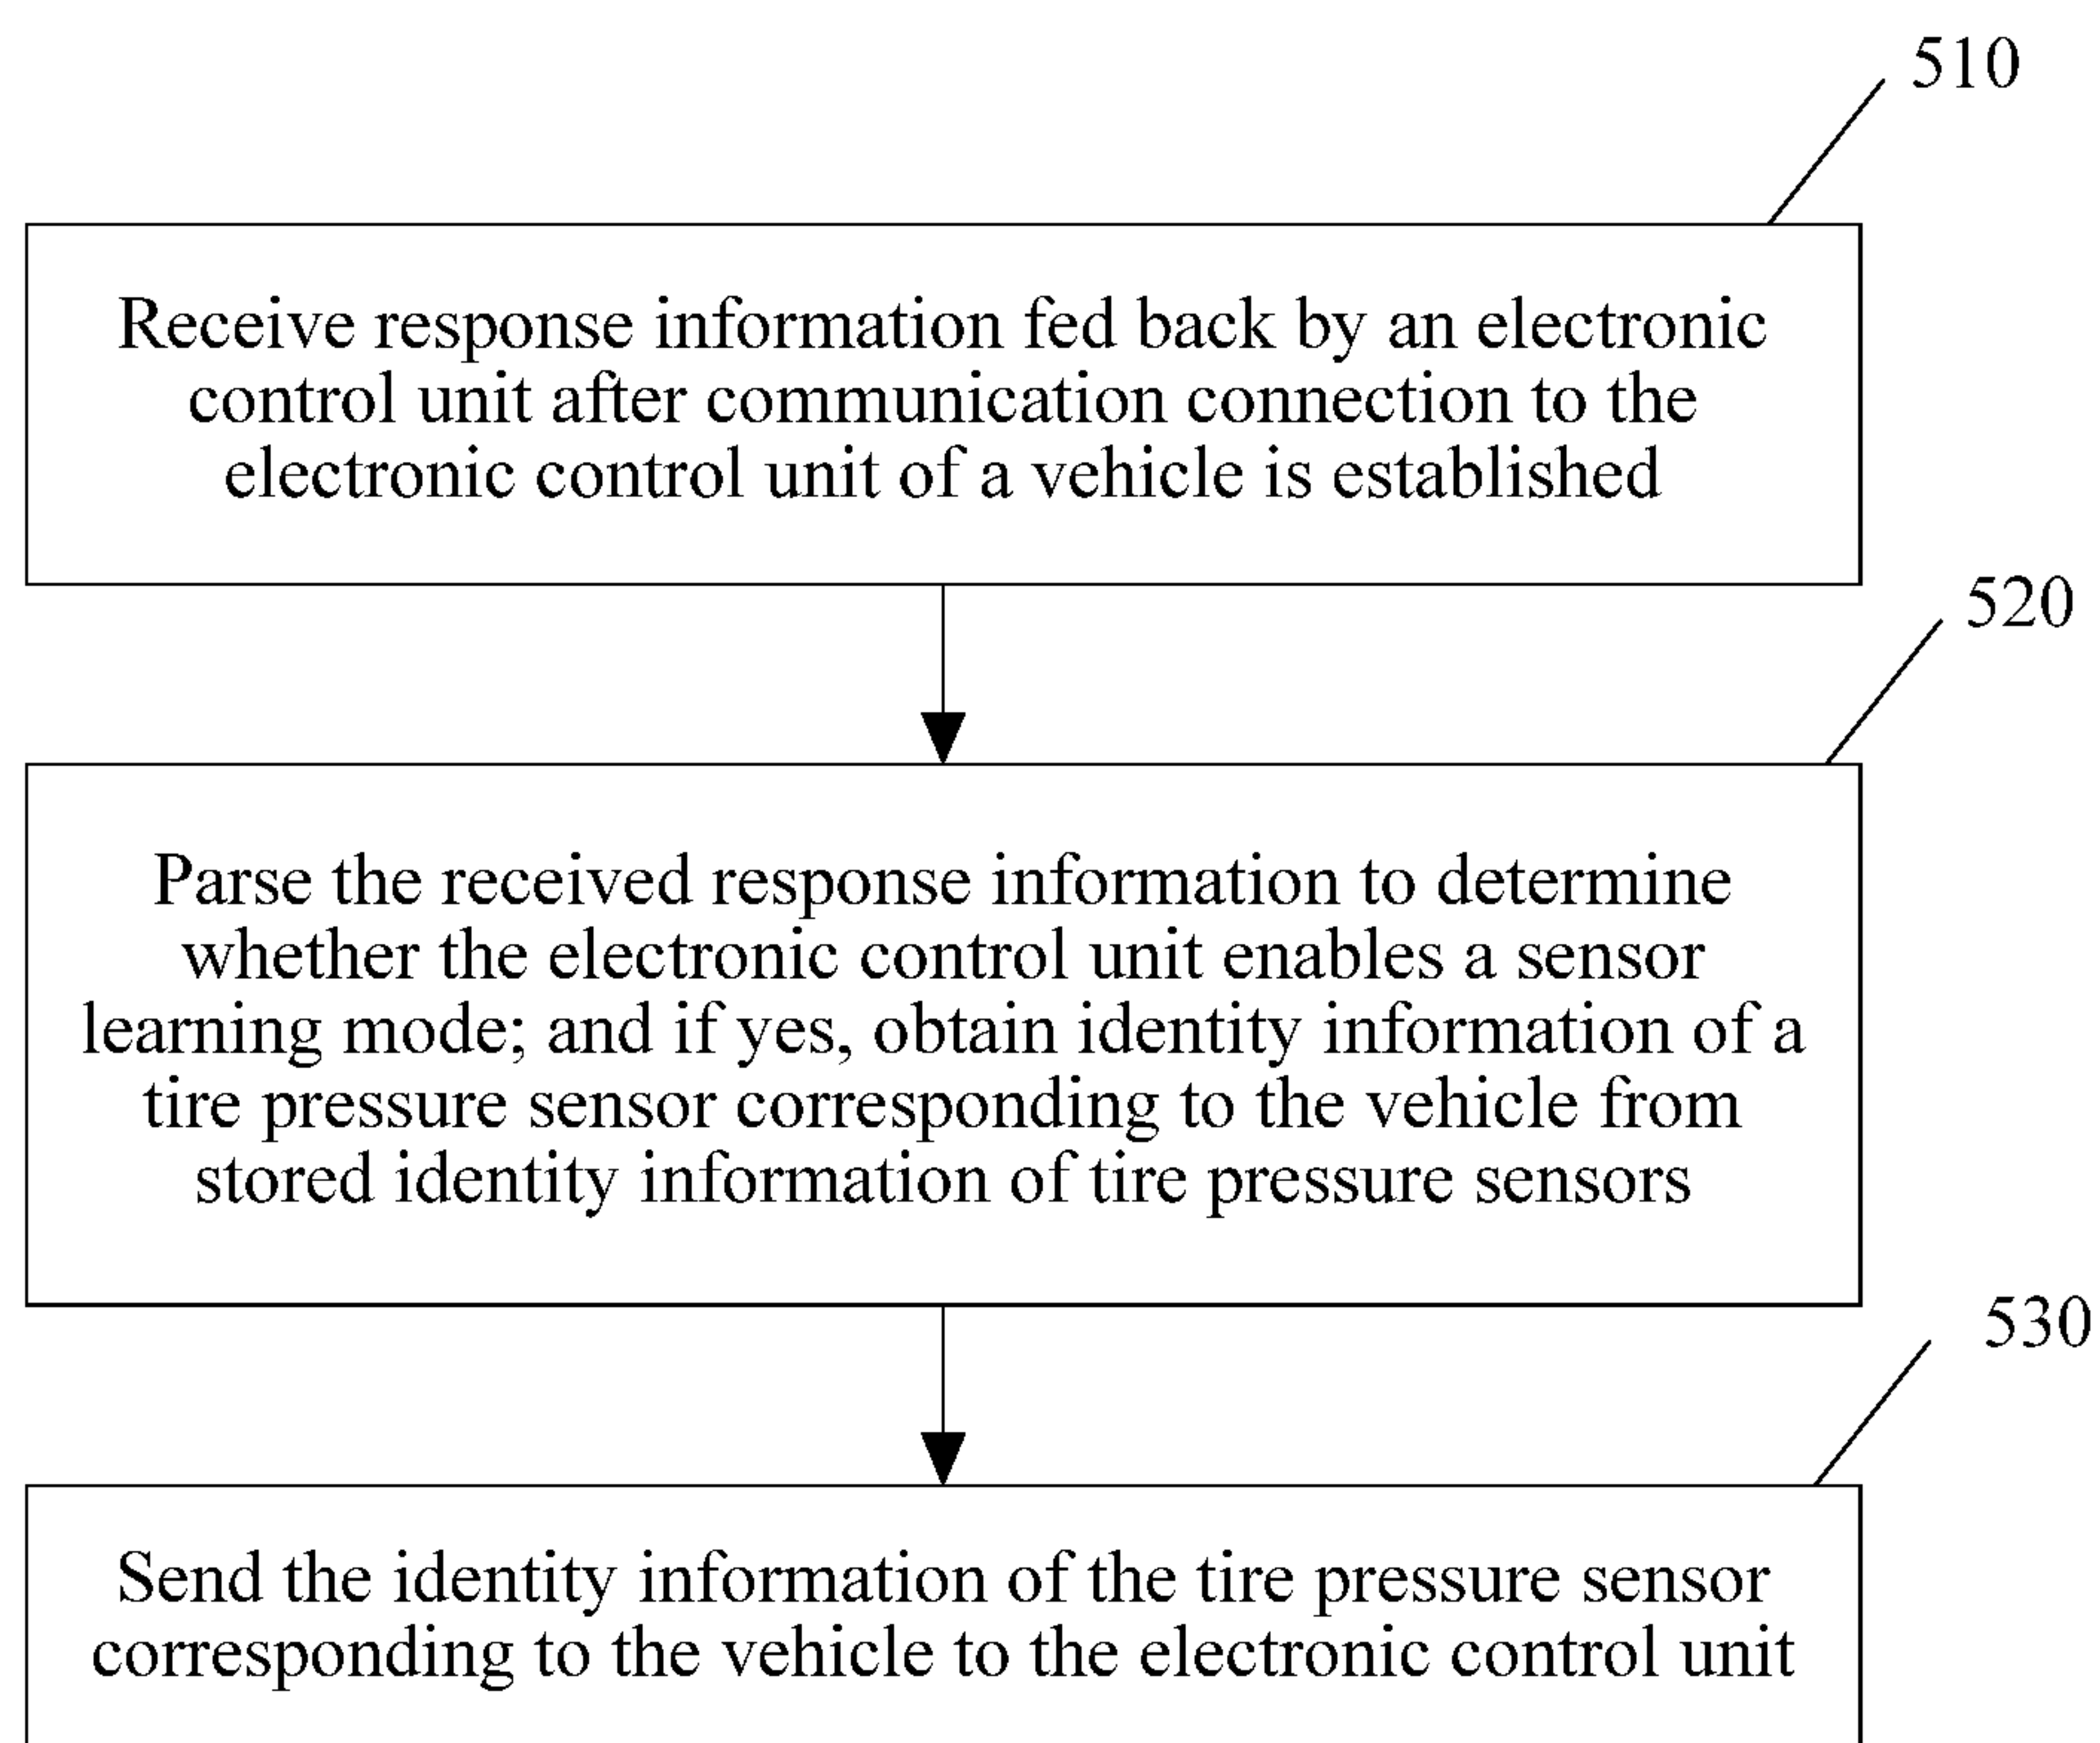 510
Receive response information fed back by an electronic
control unit after communication connection to the
electronic control unit of a vehicle is established
520
Parse the received response information to determine
whether the electronic control unit enables a sensor
learning mode; and if yes, obtain identity information of a
tire pressure sensor corresponding to the vehicle from
stored identity information of tire pressure sensors
530
Send the identity information of the tire pressure sensor
corresponding to the vehicle to the electronic control unit